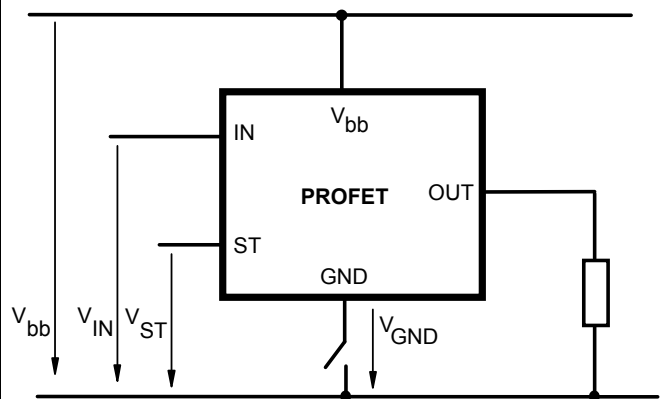 Vbb
IN
PROFET
OUT
ST
GND
Vbb
VIN
VST
VGND